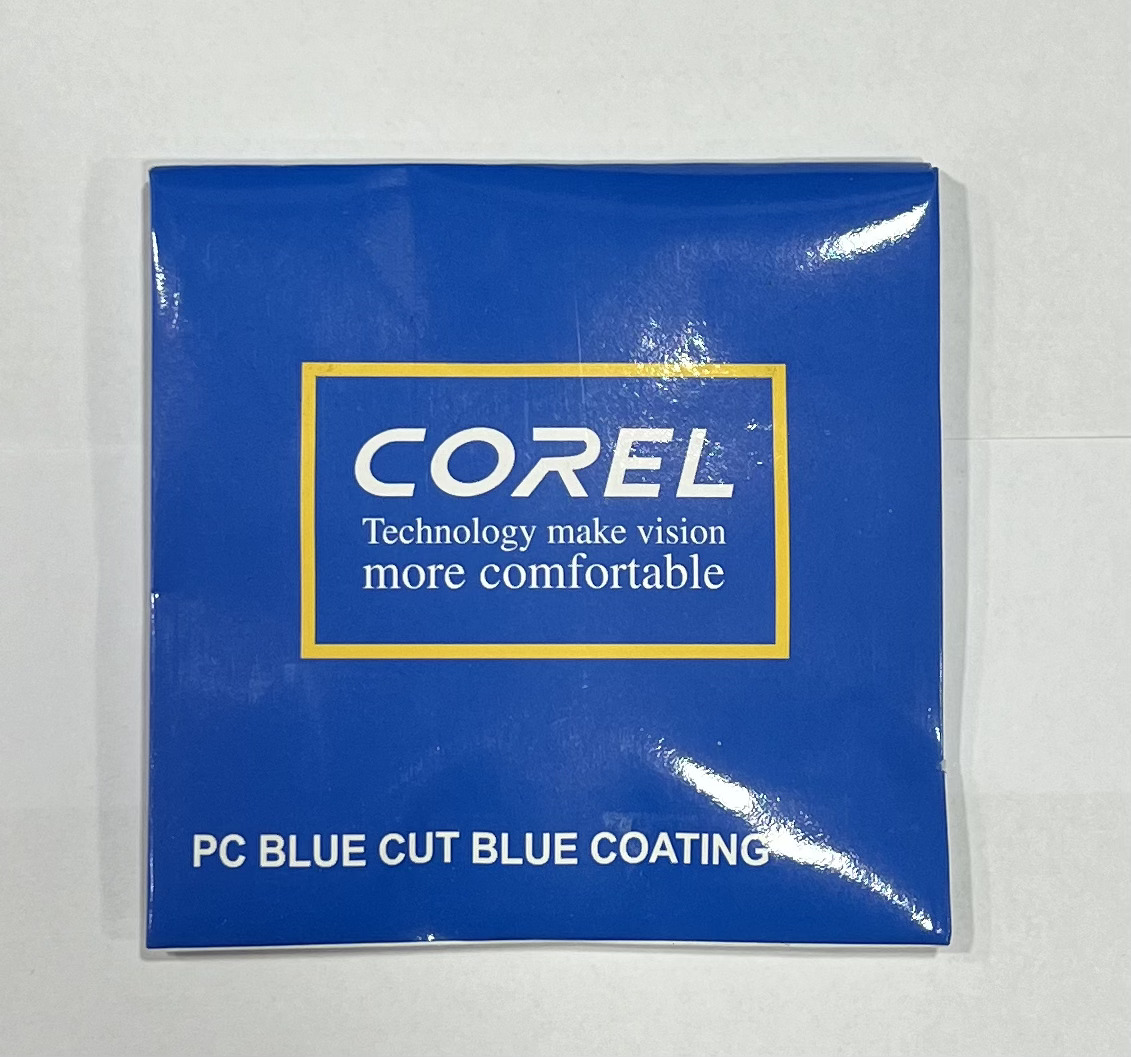 COREL
Technology make vision
more comfortable
PC BLUE CUT BLUE COATING